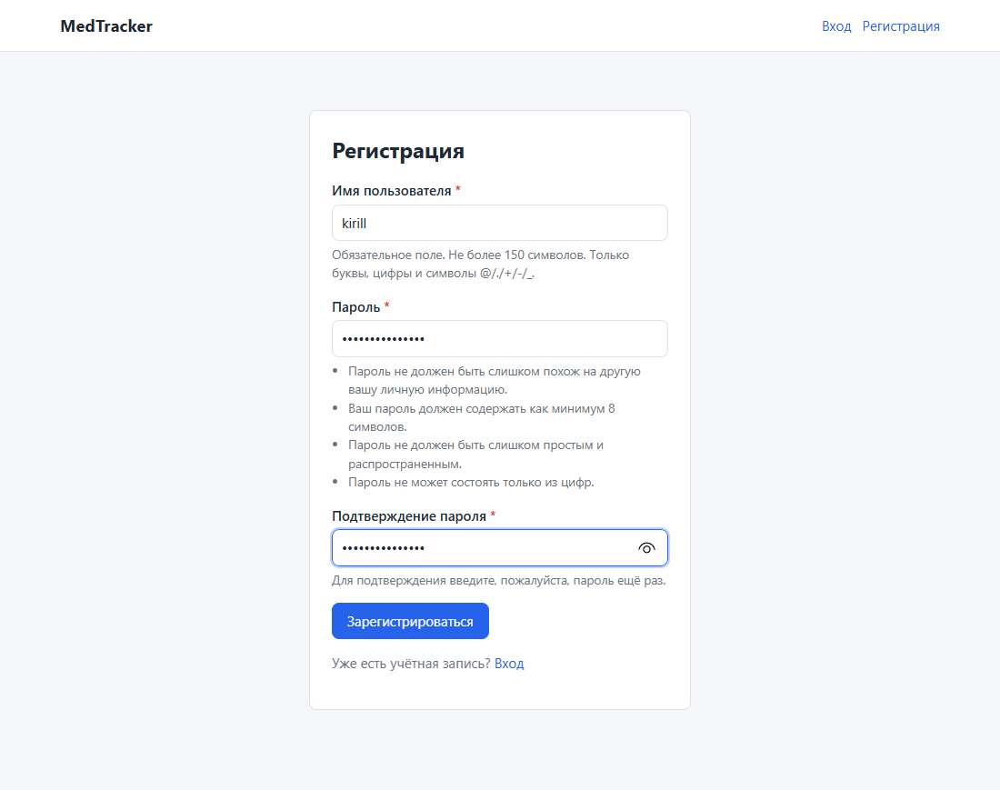 MedTracker
Вход Регистрация
Регистрация
Имя пользователя *
kirill
Обязательное поле. Не более 150 символов. Только
буквы, цифры и символы @/./+/-/_.
Пароль *
•••••••••••••••
• Пароль не должен быть слишком похож на другую
вашу личную информацию.
• Ваш пароль должен содержать как минимум 8
символов.
• Пароль не должен быть слишком простым и
распространенным.
• Пароль не может состоять только из цифр.
Подтверждение пароля *
•••••••••••••••
Для подтверждения введите, пожалуйста, пароль ещё раз.
Зарегистрироваться
Уже есть учётная запись? Вход